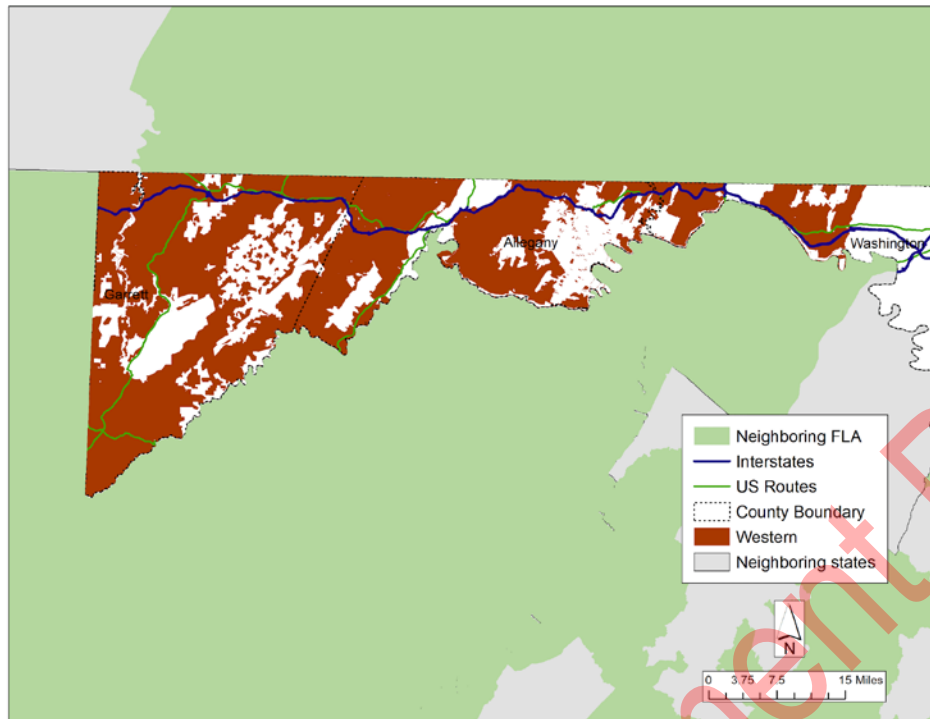 Garrett
Allegany
Washington
Neighboring FLA
Interstates
US Routes
County Boundary
Western
Neighboring states
N
0 3.75 7.5 15 Miles